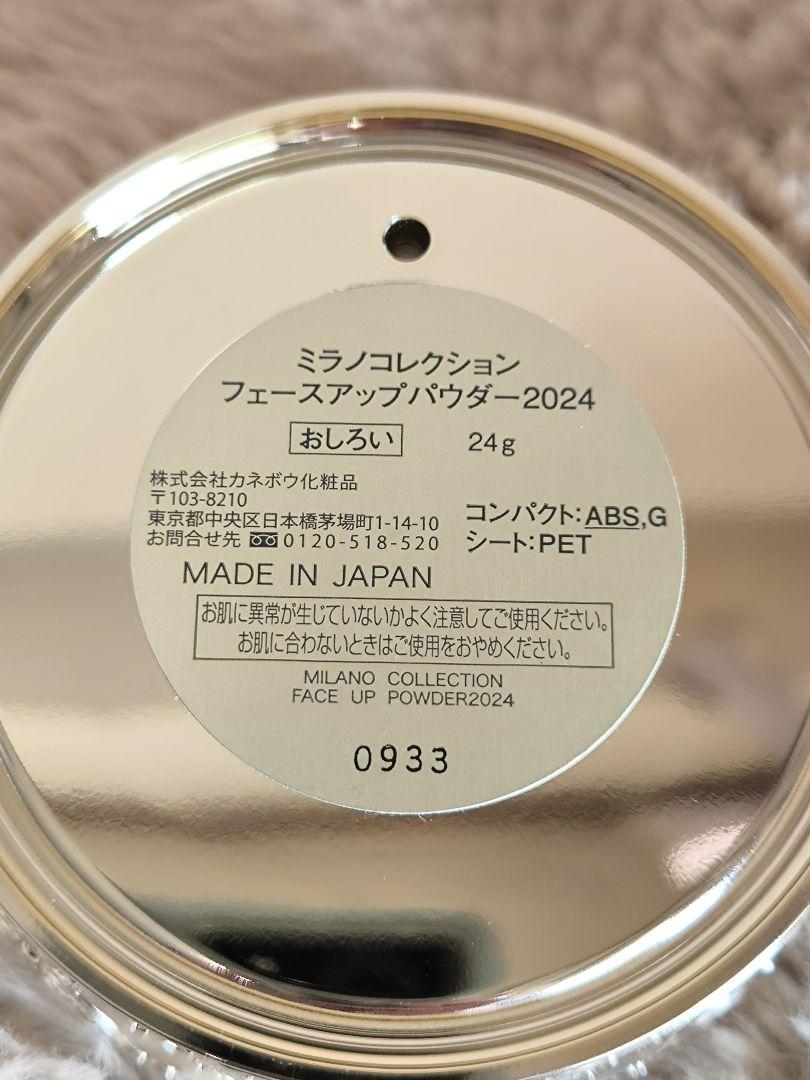 ミラノコレクション
フェースアップパウダー2024
おしろい 24g
株式会社カネボウ化粧品
〒103-8210
東京都中央区日本橋茅場町1-14-10
お問合せ先 0120-518-520
コンパクト:ABS,G
シート:PET
MADE IN JAPAN
お肌に異常が生じていないかよく注意してご使用ください。
お肌に合わないときはご使用をおやめください。
MILANO COLLECTION
FACE UP POWDER2024
0933